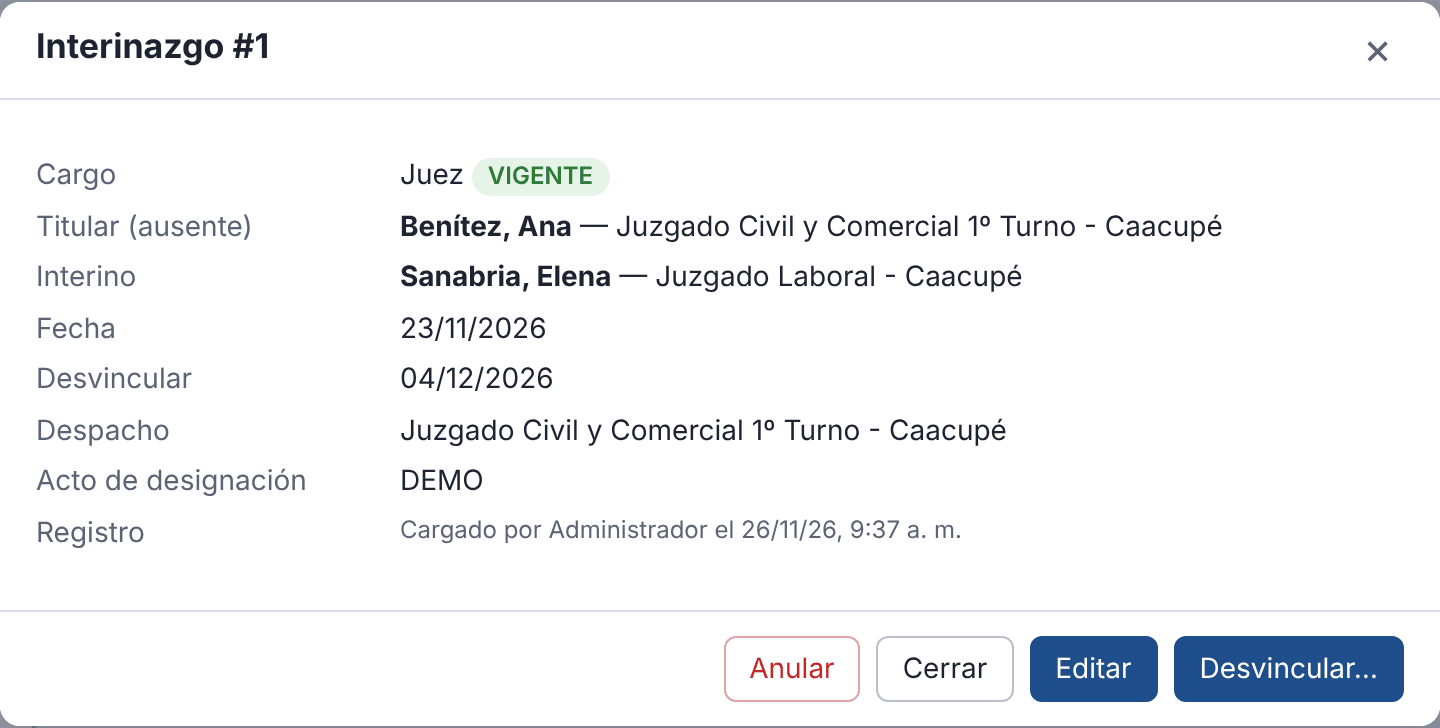 Interinazgo #1
Cargo Juez VIGENTE
Titular (ausente) Benítez, Ana — Juzgado Civil y Comercial 1º Turno - Caacupé
Interino Sanabria, Elena — Juzgado Laboral - Caacupé
Fecha 23/11/2026
Desvincular 04/12/2026
Despacho Juzgado Civil y Comercial 1º Turno - Caacupé
Acto de designación DEMO
Registro Cargado por Administrador el 26/11/26, 9:37 a. m.
Anular Cerrar Editar Desvincular...